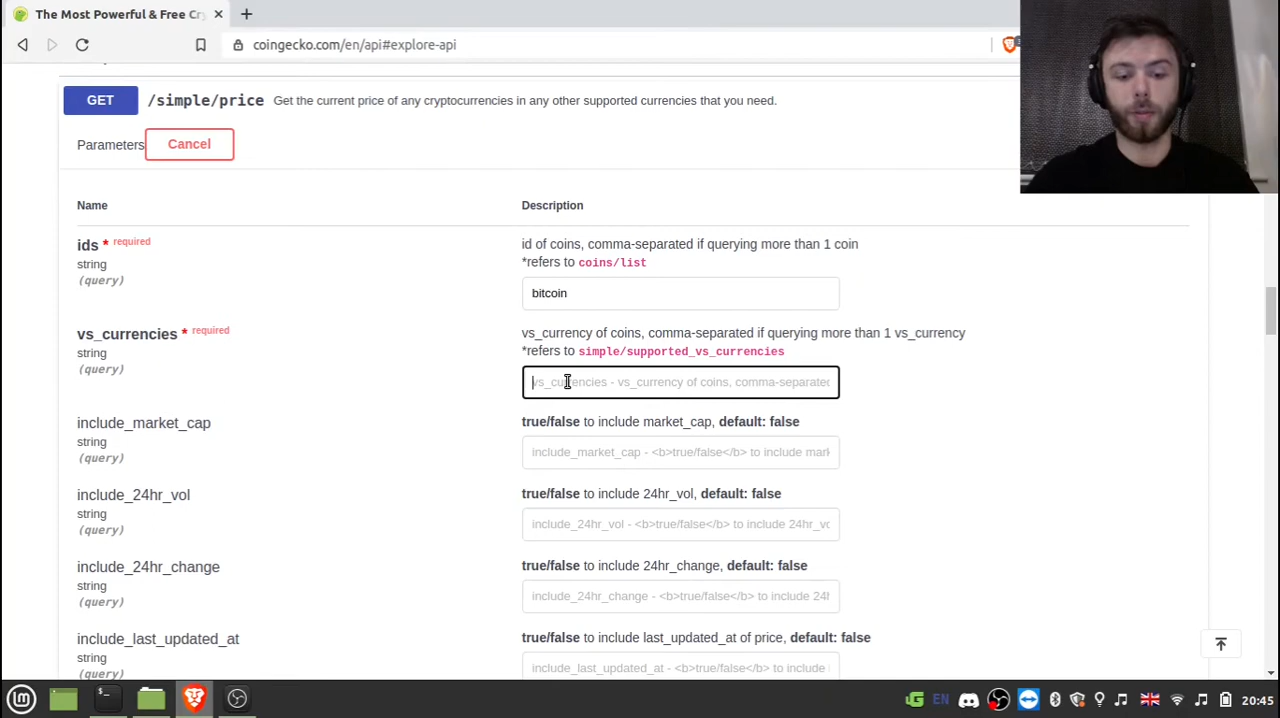 The Most Powerful & Free Cr
coingecko.com/en/api#explore-api
GET /simple/price Get the current price of any cryptocurrencies in any other supported currencies that you need.
Parameters Cancel
Name Description
ids * required id of coins, comma-separated if querying more than 1 coin
string *refers to coins/list
(query) bitcoin
vs_currencies * required vs_currency of coins, comma-separated if querying more than 1 vs_currency
string *refers to simple/supported_vs_currencies
(query) vs_currencies - vs_currency of coins, comma-separated
include_market_cap true/false to include market_cap, default: false
string
(query) include_market_cap - <b>true/false</b> to include mark
include_24hr_vol true/false to include 24hr_vol, default: false
string
(query) include_24hr_vol - <b>true/false</b> to include 24hr_vo
include_24hr_change true/false to include 24hr_change, default: false
string
(query) include_24hr_change - <b>true/false</b> to include 24h
include_last_updated_at true/false to include last_updated_at of price, default: false
string
(query) include_last_updated_at - <b>true/false</b> to include
EN 20:45